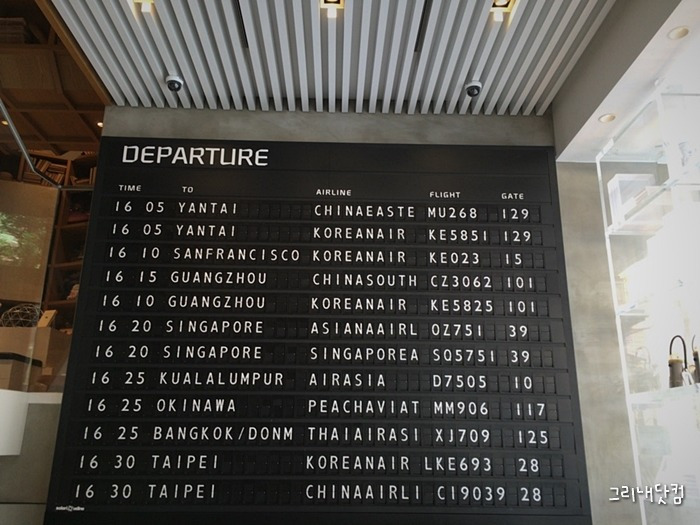 DEPARTURE
TIME TO AIRLINE FLIGHT GATE
16 05 YANTAI CHINAEASTE MU268 129
16 05 YANTAI KOREANAIR KE5851 129
16 10 SANFRANCISCO KOREANAIR KE023 15
16 15 GUANGZHOU CHINASOUTH CZ3062 101
16 10 GUANGZHOU KOREANAIR KE5825 101
16 20 SINGAPORE ASIANAAIRL OZ751 39
16 20 SINGAPORE SINGAPOREA SQ5751 39
16 25 KUALALUMPUR AIRASIA D7505 10
16 25 OKINAWA PEACHAVIAT MM906 117
16 25 BANGKOK/DONM THAIAIRASI XJ709 125
16 30 TAIPEI KOREANAIR LKE693 28
16 30 TAIPEI CHINAAIRLI CI9039 28
그리내닷컴